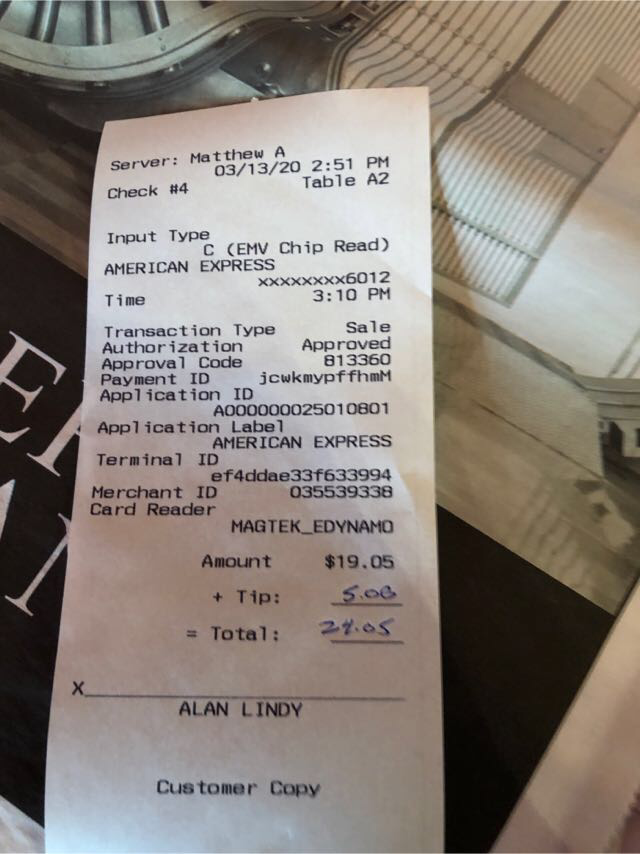 Server: Matthew A
03/13/20 2:51 PM
Check #4 Table A2
Input Type
C (EMV Chip Read)
AMERICAN EXPRESS
xxxxxxxx6012
Time 3:10 PM
Transaction Type Sale
Authorization Approved
Approval Code 813360
Payment ID jcwkmypffhmM
Application ID
A000000025010801
Application Label
AMERICAN EXPRESS
Terminal ID
ef4ddae33f633994
Merchant ID 035539338
Card Reader
MAGTEK_EDYNAMO
Amount $19.05
+ Tip: 5.00
= Total: 24.05
X
ALAN LINDY
Customer Copy